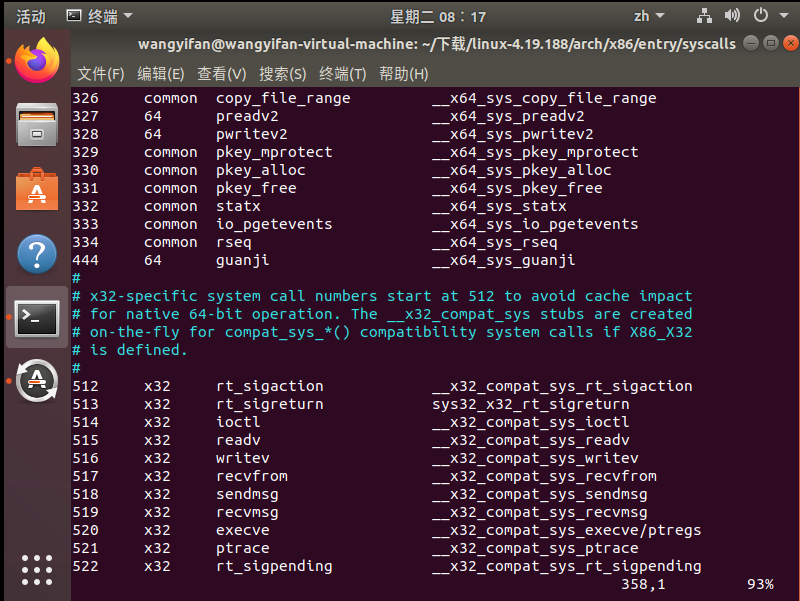 活动 终端 星期二 08：17 zh
wangyifan@wangyifan-virtual-machine: ~/下载/linux-4.19.188/arch/x86/entry/syscalls
文件(F) 编辑(E) 查看(V) 搜索(S) 终端(T) 帮助(H)
326 common copy_file_range __x64_sys_copy_file_range
327 64 preadv2 __x64_sys_preadv2
328 64 pwritev2 __x64_sys_pwritev2
329 common pkey_mprotect __x64_sys_pkey_mprotect
330 common pkey_alloc __x64_sys_pkey_alloc
331 common pkey_free __x64_sys_pkey_free
332 common statx __x64_sys_statx
333 common io_pgetevents __x64_sys_io_pgetevents
334 common rseq __x64_sys_rseq
444 64 guanji __x64_sys_guanji
#
# x32-specific system call numbers start at 512 to avoid cache impact
# for native 64-bit operation. The __x32_compat_sys stubs are created
# on-the-fly for compat_sys_*() compatibility system calls if X86_X32
# is defined.
#
512 x32 rt_sigaction __x32_compat_sys_rt_sigaction
513 x32 rt_sigreturn sys32_x32_rt_sigreturn
514 x32 ioctl __x32_compat_sys_ioctl
515 x32 readv __x32_compat_sys_readv
516 x32 writev __x32_compat_sys_writev
517 x32 recvfrom __x32_compat_sys_recvfrom
518 x32 sendmsg __x32_compat_sys_sendmsg
519 x32 recvmsg __x32_compat_sys_recvmsg
520 x32 execve __x32_compat_sys_execve/ptregs
521 x32 ptrace __x32_compat_sys_ptrace
522 x32 rt_sigpending __x32_compat_sys_rt_sigpending
358,1 93%